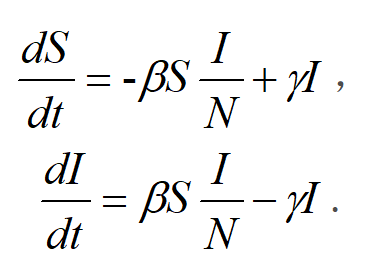 dS/dt = -βS I/N + γI ,
dI/dt = βS I/N − γI .